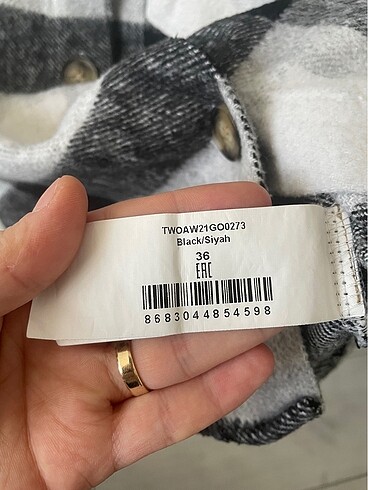 TWOAW21GO0273
Black/Siyah
36
EAC
8683044854598